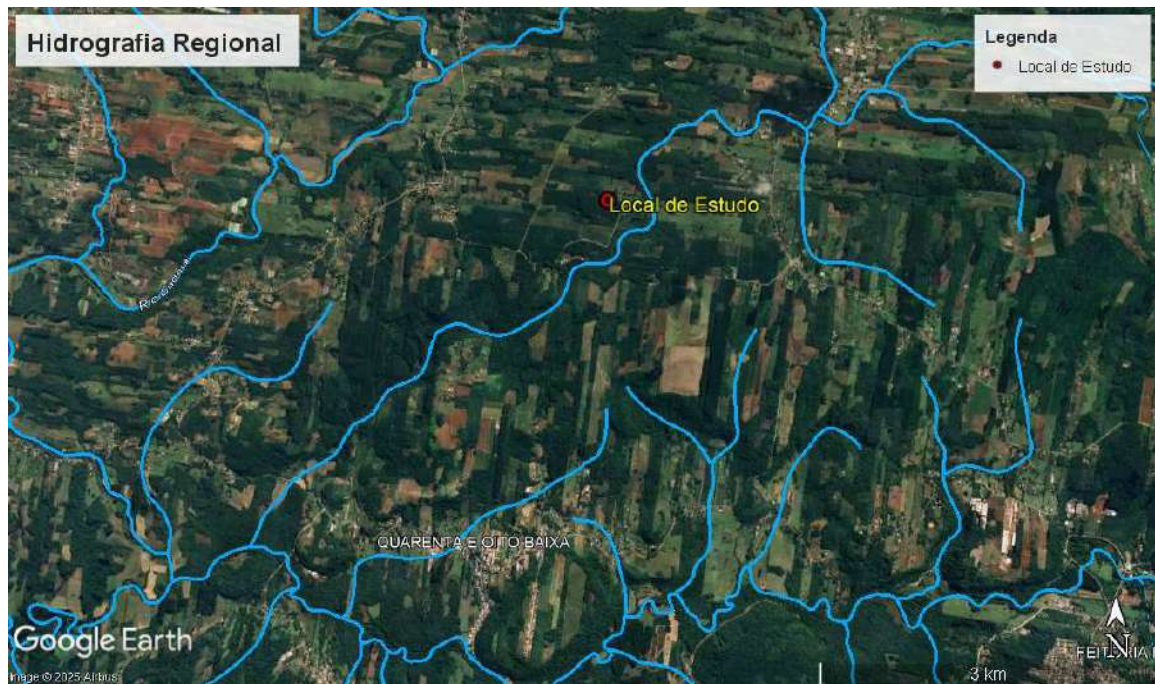 Hidrografia Regional
Legenda
Local de Estudo
Local de Estudo
QUARENTA E OITO BAIXA
N
Google Earth
3 km
Image © 2025 Airbus